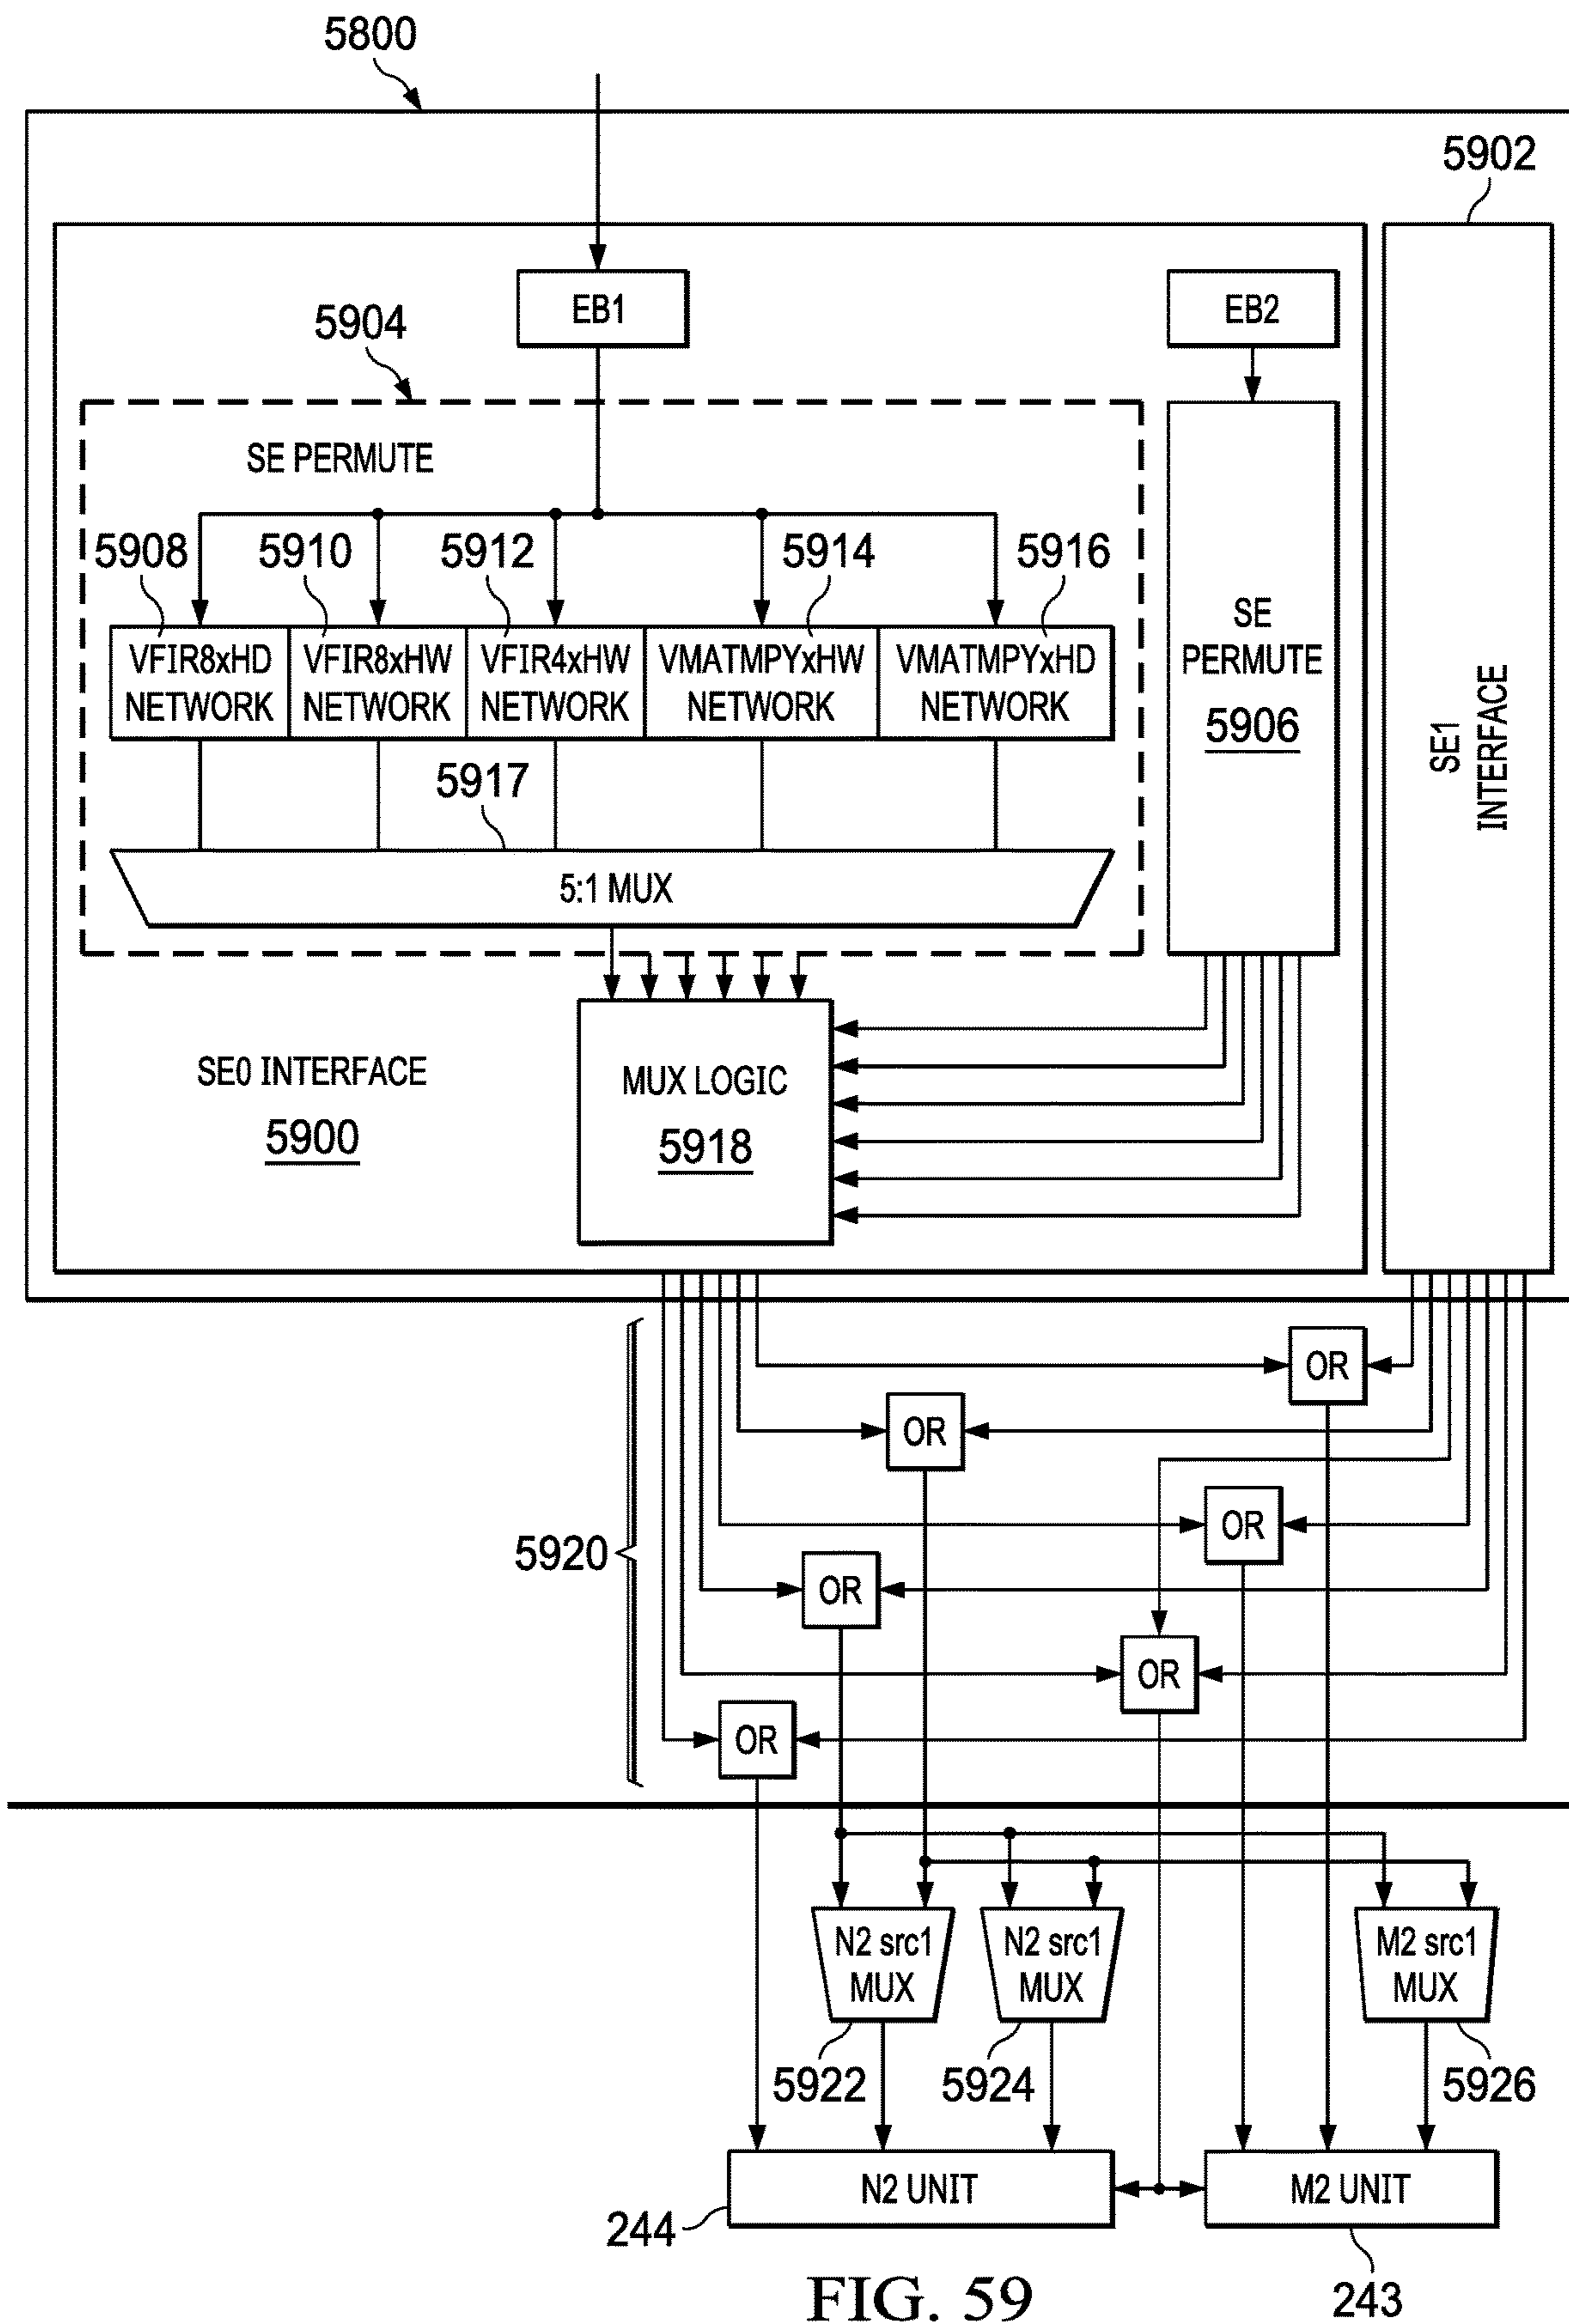 5800
5902
EB1
EB2
5904
SE PERMUTE
5908
5910
5912
5914
5916
VFIR8xHD
NETWORK
VFIR8xHW
NETWORK
VFIR4xHW
NETWORK
VMATMPYxHW
NETWORK
VMATMPYxHD
NETWORK
SE
PERMUTE
5906
SE1
INTERFACE
5917
5:1 MUX
SE0 INTERFACE
5900
MUX LOGIC
5918
OR
OR
OR
5920
OR
OR
OR
N2 src1
MUX
N2 src1
MUX
M2 src1
MUX
5922
5924
5926
N2 UNIT
M2 UNIT
244
243
FIG. 59